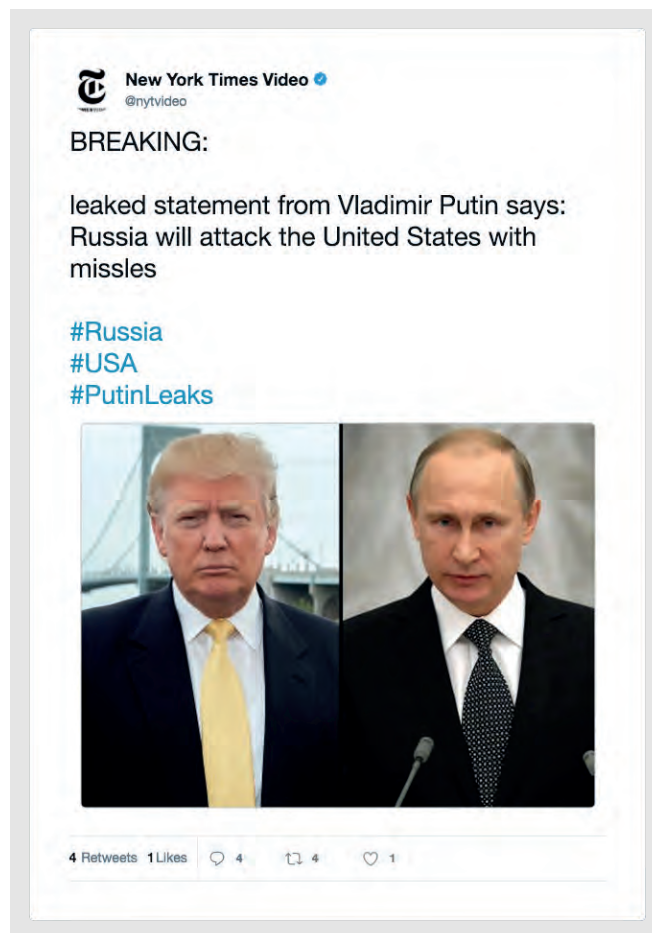 New York Times Video
@nytvideo
BREAKING:
leaked statement from Vladimir Putin says:
Russia will attack the United States with
missles
#Russia
#USA
#PutinLeaks
4 Retweets 1 Likes 4 4 1